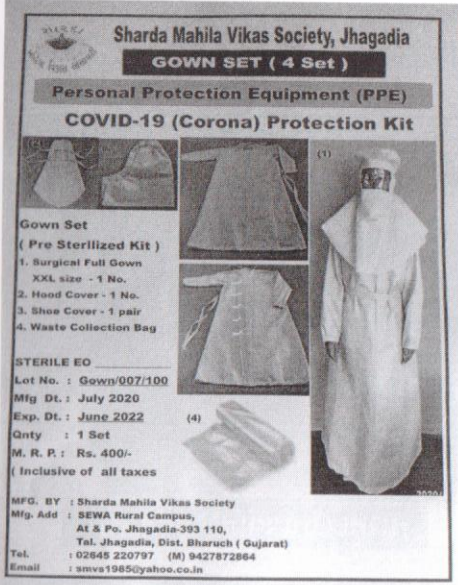 Sharda Mahila Vikas Society, Jhagadia
GOWN SET ( 4 Set )
Personal Protection Equipment (PPE)
COVID-19 (Corona) Protection Kit
(1)
Gown Set
( Pre Sterilized Kit )
1. Surgical Full Gown
XXL size - 1 No.
2. Hood Cover - 1 No.
3. Shoe Cover - 1 pair
4. Waste Collection Bag
STERILE EO
Lot No. : Gown/007/100
Mfg Dt. : July 2020
Exp. Dt. : June 2022
(4)
Qnty : 1 Set
M. R. P. : Rs. 400/-
( Inclusive of all taxes
MFG. BY : Sharda Mahila Vikas Society
Mfg. Add : SEWA Rural Campus,
At & Po. Jhagadia-393 110,
Tal. Jhagadia, Dist. Bharuch ( Gujarat)
Tel. : 02645 220797 (M) 9427872864
Email : smvs1985@yahoo.co.in